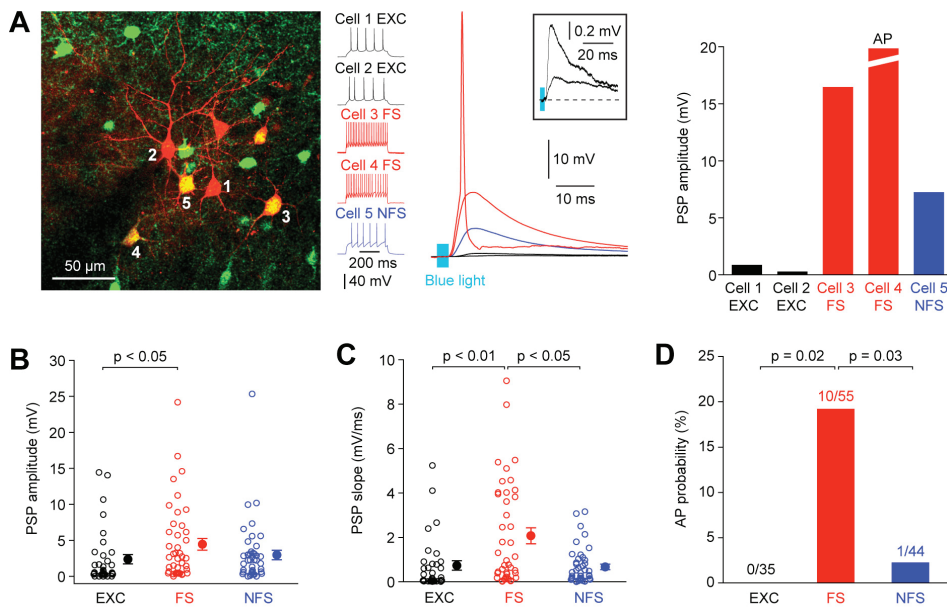 A
2
1
5
3
4
50 µm
Cell 1 EXC
Cell 2 EXC
Cell 3 FS
Cell 4 FS
Cell 5 NFS
200 ms
40 mV
0.2 mV
20 ms
10 mV
10 ms
Blue light
PSP amplitude (mV)
20
15
10
5
0
AP
Cell 1 Cell 2 Cell 3 Cell 4 Cell 5
EXC EXC FS FS NFS
B
p < 0.05
PSP amplitude (mV)
30
25
20
15
10
5
0
EXC FS NFS
C
p < 0.01 p < 0.05
PSP slope (mV/ms)
10
8
6
4
2
0
EXC FS NFS
D
p = 0.02 p = 0.03
AP probability (%)
25
20
15
10
5
0
0/35
10/55
1/44
EXC FS NFS